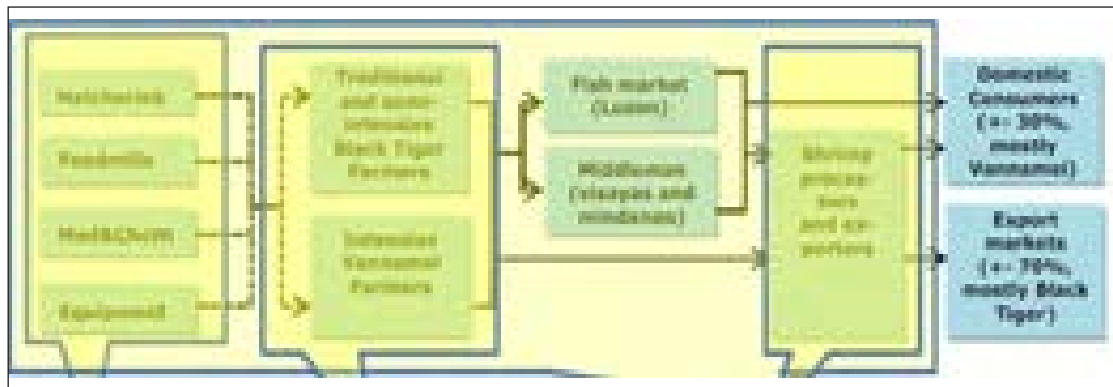 Hatcheries
Feedmills
Med&Chem
Equipment
Traditional
and semi-
intensive
Black Tiger
Farmers
Intensive
Vannamei
Farmers
Fish market
(Luzon)
Middleman
(visayas and
mindanao)
Shrimp
proces-
sors
and ex-
porters
Domestic
Consumers
(+- 30%,
mostly
Vannamei)
Export
markets
(+- 70%,
mostly Black
Tiger)